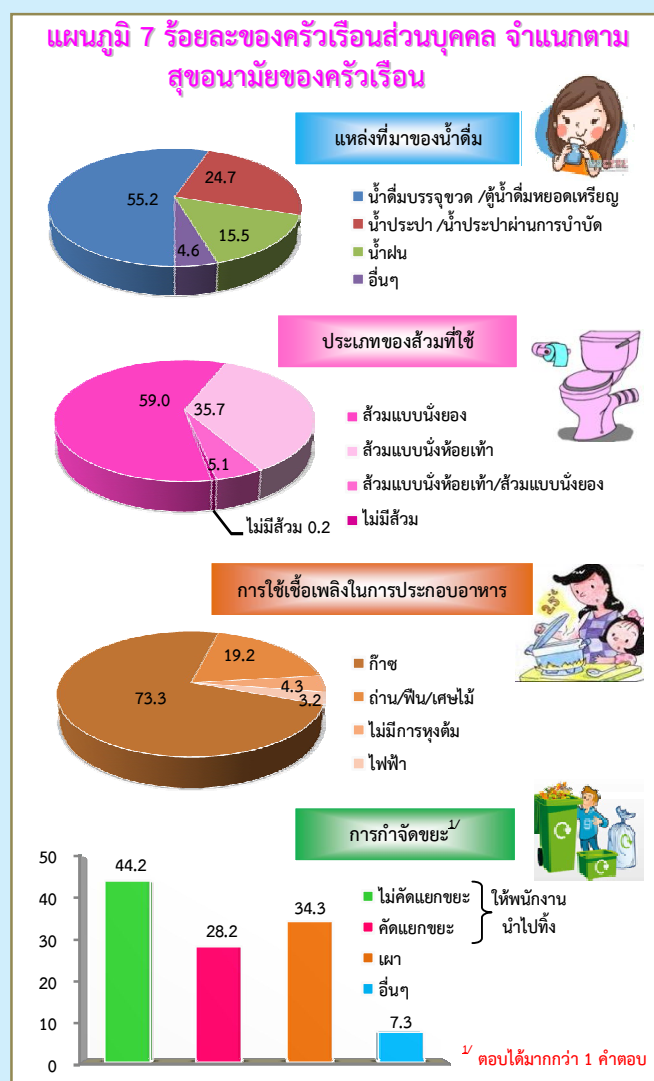 แผนภูมิ 7 ร้อยละของครัวเรือนส่วนบุคคล จำแนกตาม
สุขอนามัยของครัวเรือน
แหล่งที่มาของน้ำดื่ม
55.2
24.7
15.5
4.6
น้ำดื่มบรรจุขวด /ตู้น้ำดื่มหยอดเหรียญ
น้ำประปา /น้ำประปาผ่านการบำบัด
น้ำฝน
อื่นๆ
ประเภทของส้วมที่ใช้
59.0
35.7
5.1
ไม่มีส้วม 0.2
ส้วมแบบนั่งยอง
ส้วมแบบนั่งห้อยเท้า
ส้วมแบบนั่งห้อยเท้า/ส้วมแบบนั่งยอง
ไม่มีส้วม
การใช้เชื้อเพลิงในการประกอบอาหาร
73.3
19.2
4.3
3.2
ก๊าซ
ถ่าน/ฟืน/เศษไม้
ไม่มีการหุงต้ม
ไฟฟ้า
การกำจัดขยะ 1/
50
40
30
20
10
0
44.2
28.2
34.3
7.3
ไม่คัดแยกขยะ
คัดแยกขยะ
ให้พนักงาน
นำไปทิ้ง
เผา
อื่นๆ
1/ ตอบได้มากกว่า 1 คำตอบ